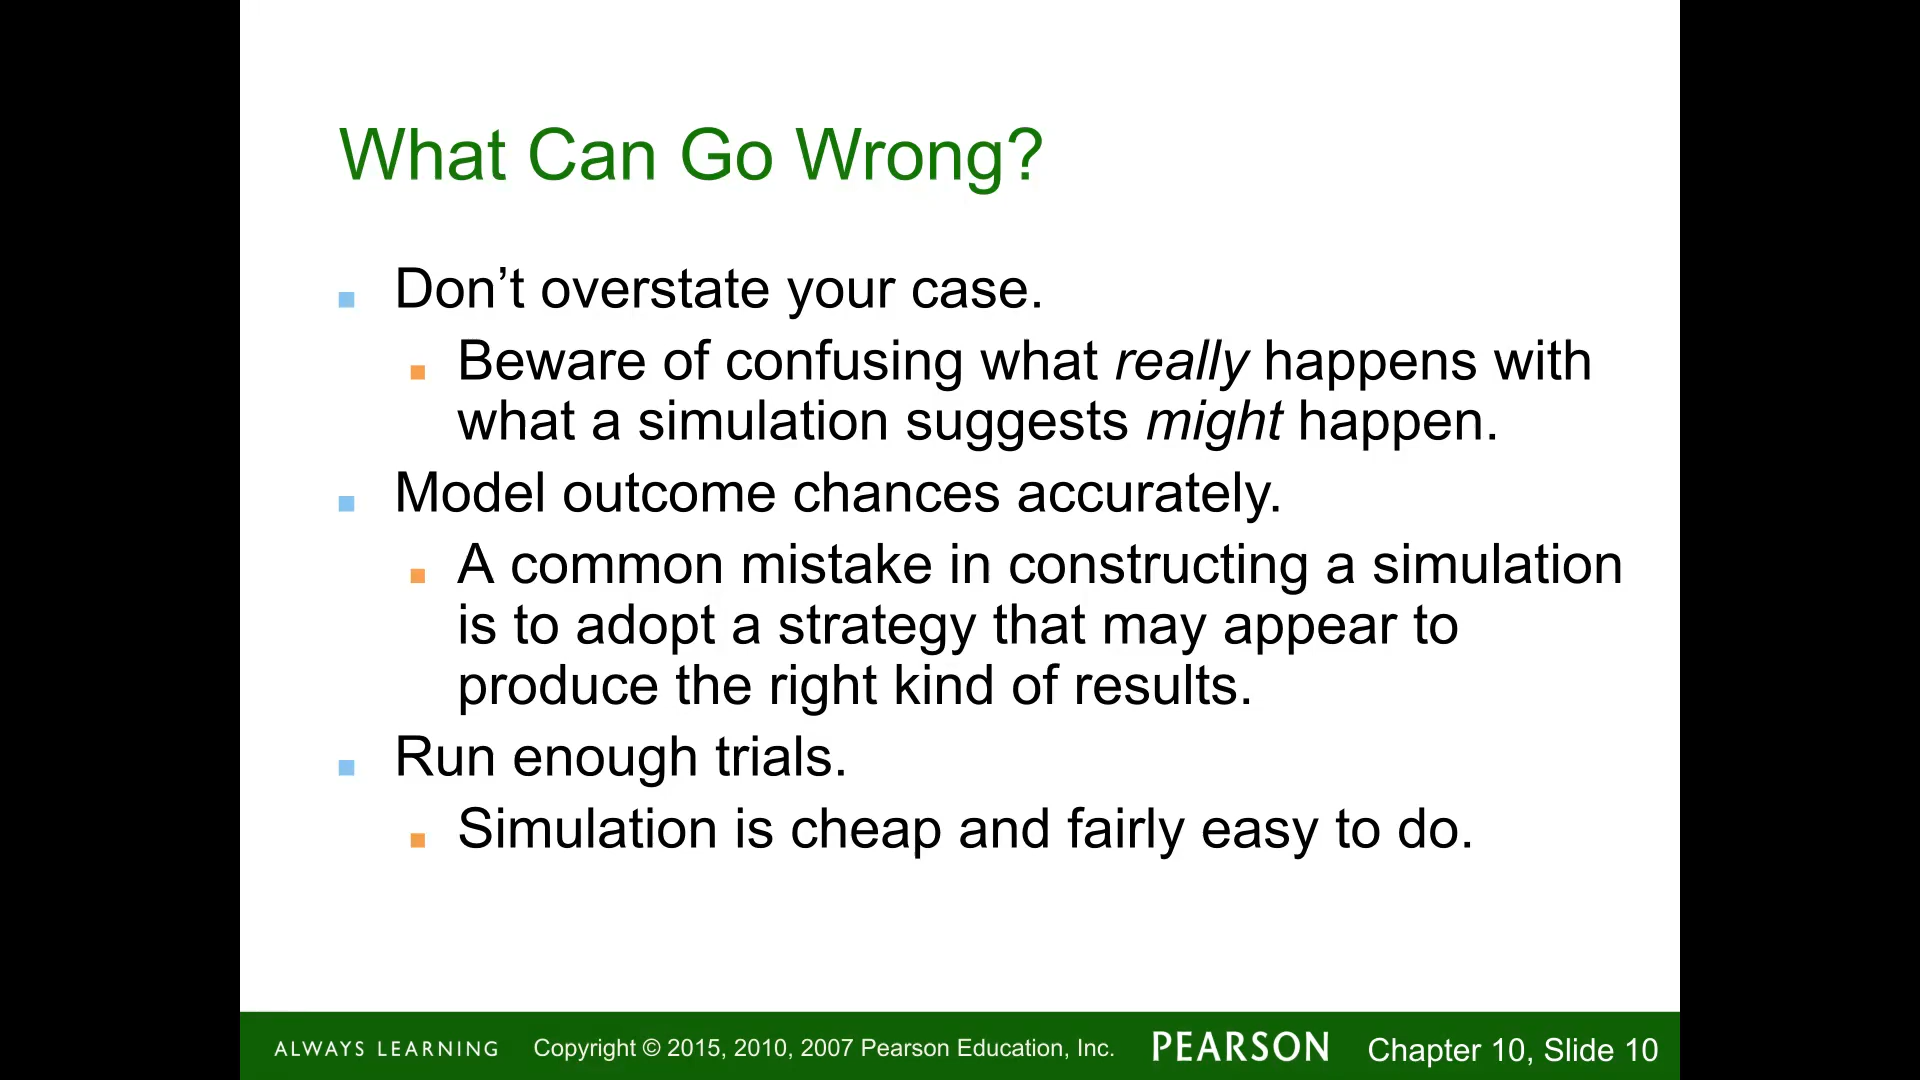 What Can Go Wrong?
Don’t overstate your case.
Beware of confusing what really happens with
what a simulation suggests might happen.
Model outcome chances accurately.
A common mistake in constructing a simulation
is to adopt a strategy that may appear to
produce the right kind of results.
Run enough trials.
Simulation is cheap and fairly easy to do.
ALWAYS LEARNING Copyright © 2015, 2010, 2007 Pearson Education, Inc. PEARSON Chapter 10, Slide 10